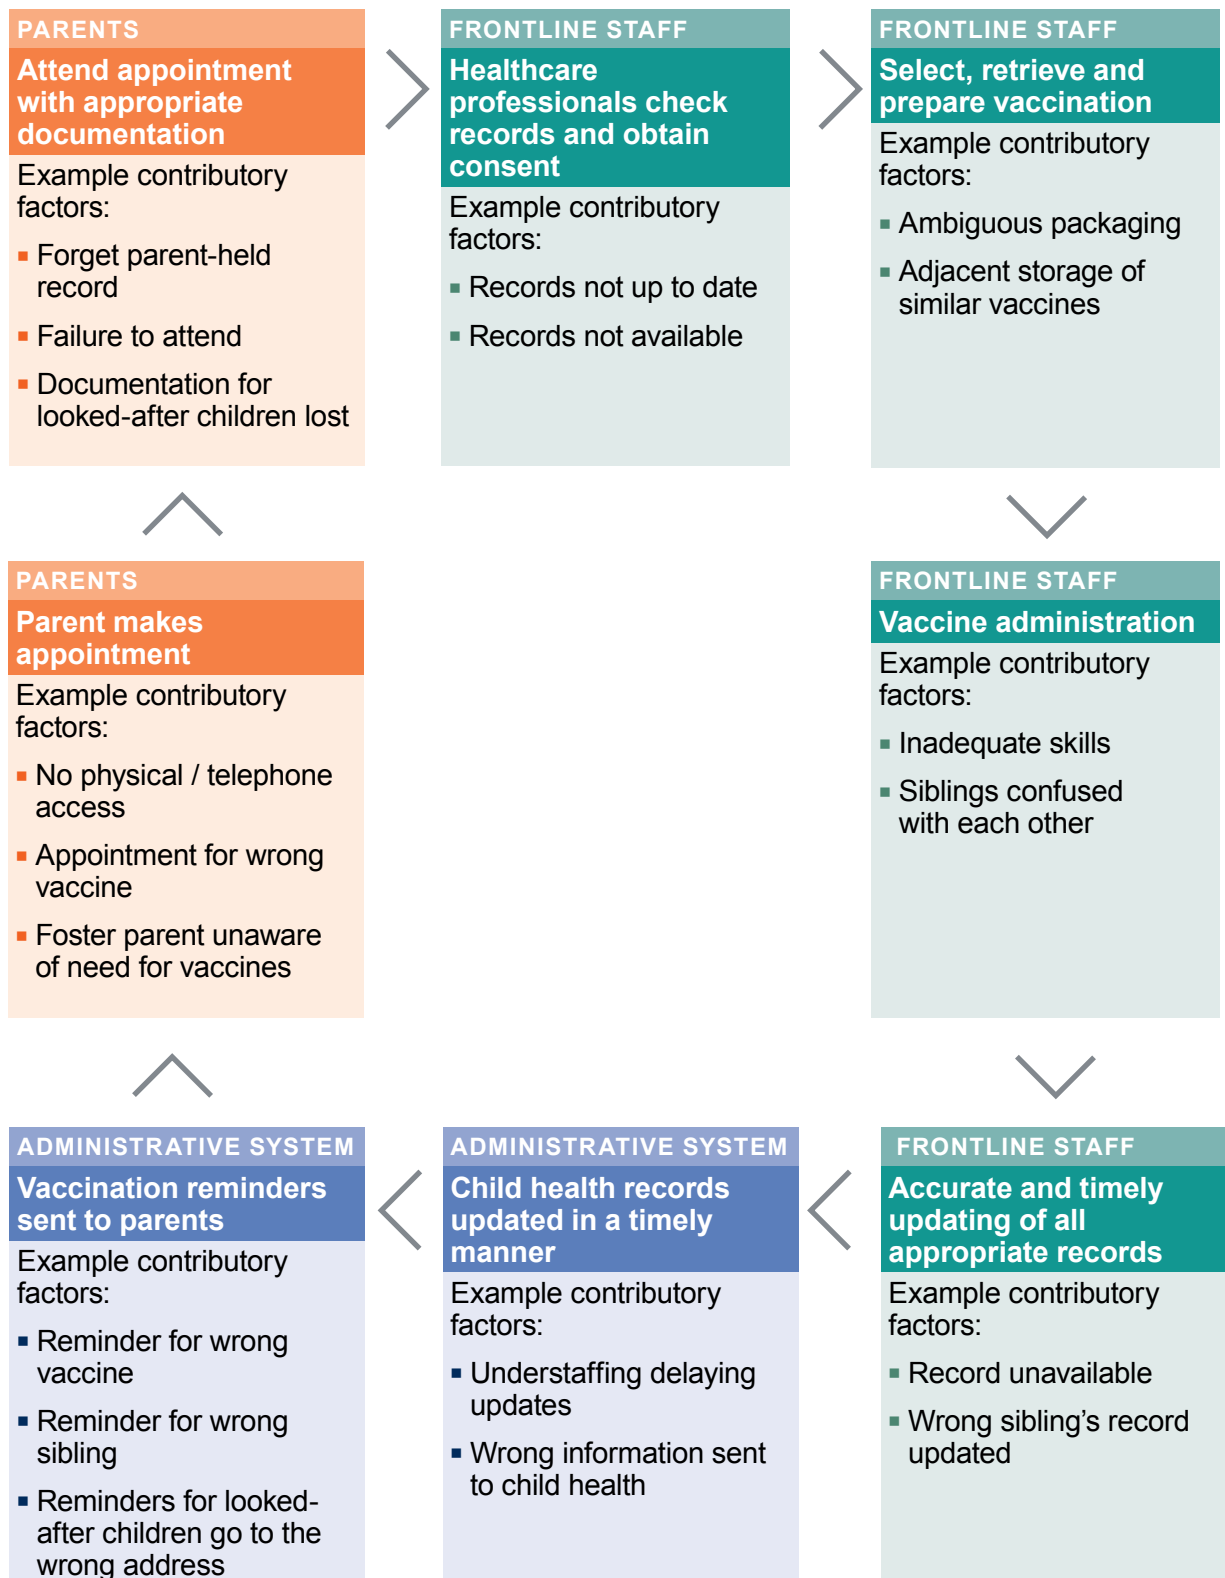 PARENTS
Attend appointment
with appropriate
documentation
Example contributory
factors:
▪ Forget parent-held
record
▪ Failure to attend
▪ Documentation for
looked-after children lost
FRONTLINE STAFF
Healthcare
professionals check
records and obtain
consent
Example contributory
factors:
▪ Records not up to date
▪ Records not available
FRONTLINE STAFF
Select, retrieve and
prepare vaccination
Example contributory
factors:
▪ Ambiguous packaging
▪ Adjacent storage of
similar vaccines
PARENTS
Parent makes
appointment
Example contributory
factors:
▪ No physical / telephone
access
▪ Appointment for wrong
vaccine
▪ Foster parent unaware
of need for vaccines
FRONTLINE STAFF
Vaccine administration
Example contributory
factors:
▪ Inadequate skills
▪ Siblings confused
with each other
ADMINISTRATIVE SYSTEM
Vaccination reminders
sent to parents
Example contributory
factors:
▪ Reminder for wrong
vaccine
▪ Reminder for wrong
sibling
▪ Reminders for looked-
after children go to the
wrong address
ADMINISTRATIVE SYSTEM
Child health records
updated in a timely
manner
Example contributory
factors:
▪ Understaffing delaying
updates
▪ Wrong information sent
to child health
FRONTLINE STAFF
Accurate and timely
updating of all
appropriate records
Example contributory
factors:
▪ Record unavailable
▪ Wrong sibling's record
updated